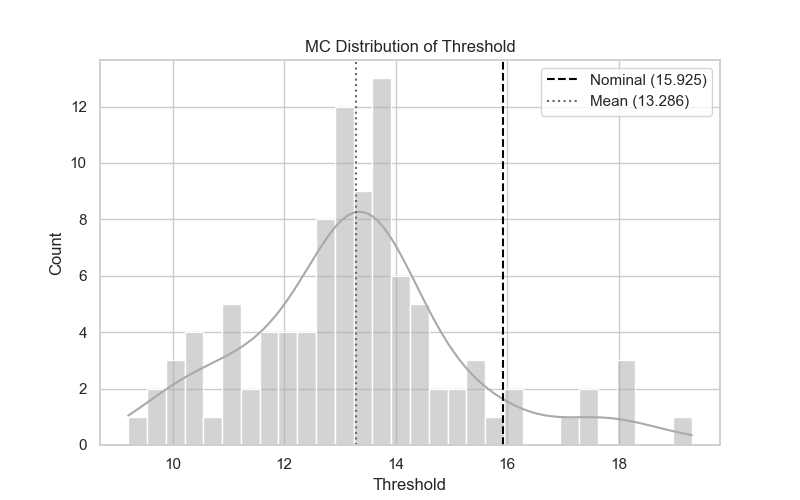 MC Distribution of Threshold
Nominal (15.925)
Mean (13.286)
12
10
8
6
4
2
0
Count
10
12
14
16
18
Threshold